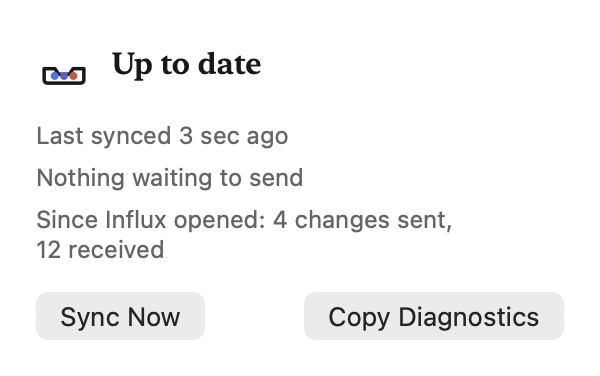 Up to date
Last synced 3 sec ago
Nothing waiting to send
Since Influx opened: 4 changes sent,
12 received
Sync Now
Copy Diagnostics